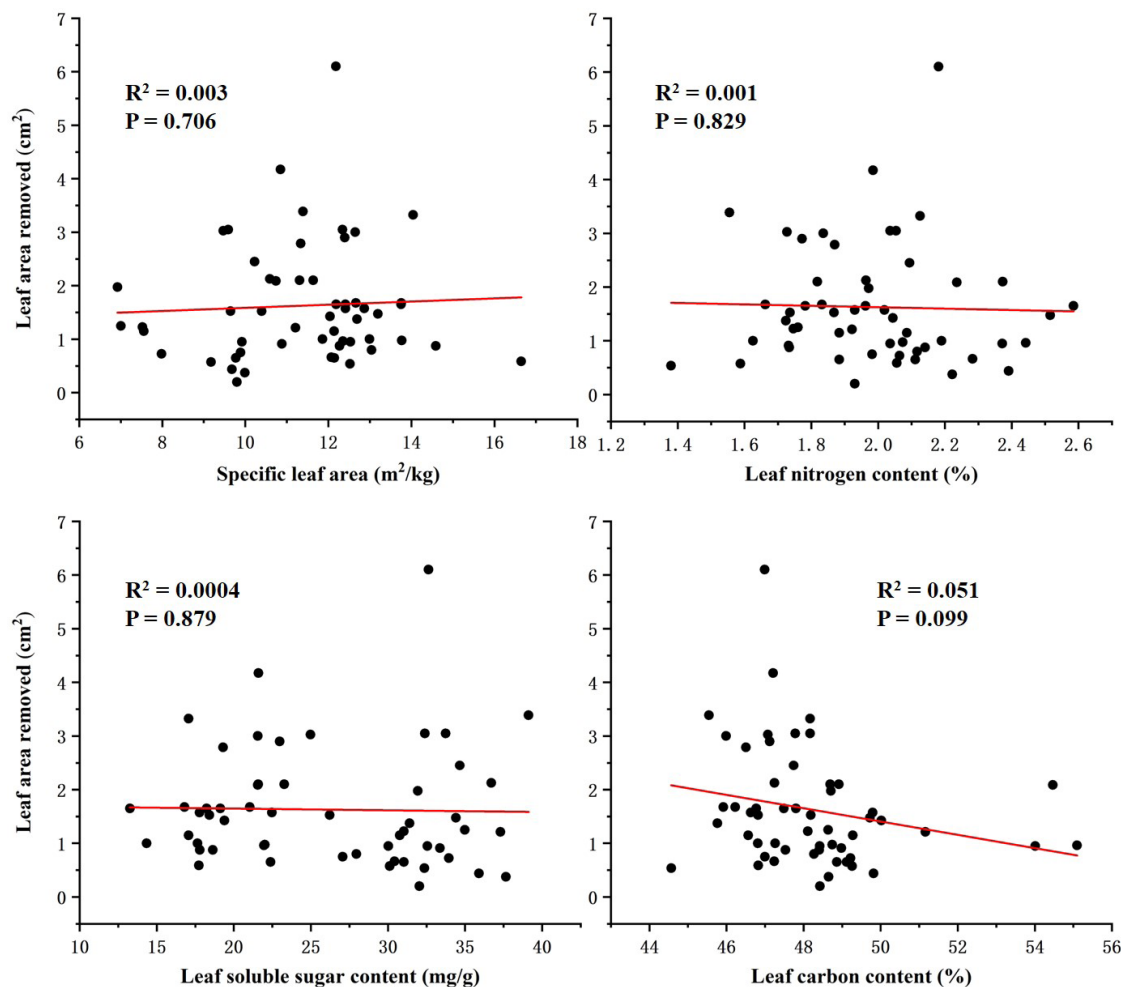 7
6
5
4
3
2
1
0
Leaf area removed (cm²)
R² = 0.003
P = 0.706
6 8 10 12 14 16 18
Specific leaf area (m²/kg)
7
6
5
4
3
2
1
0
R² = 0.001
P = 0.829
1.2 1.4 1.6 1.8 2.0 2.2 2.4 2.6
Leaf nitrogen content (%)
7
6
5
4
3
2
1
0
Leaf area removed (cm²)
R² = 0.0004
P = 0.879
10 15 20 25 30 35 40
Leaf soluble sugar content (mg/g)
7
6
5
4
3
2
1
0
R² = 0.051
P = 0.099
44 46 48 50 52 54 56
Leaf carbon content (%)